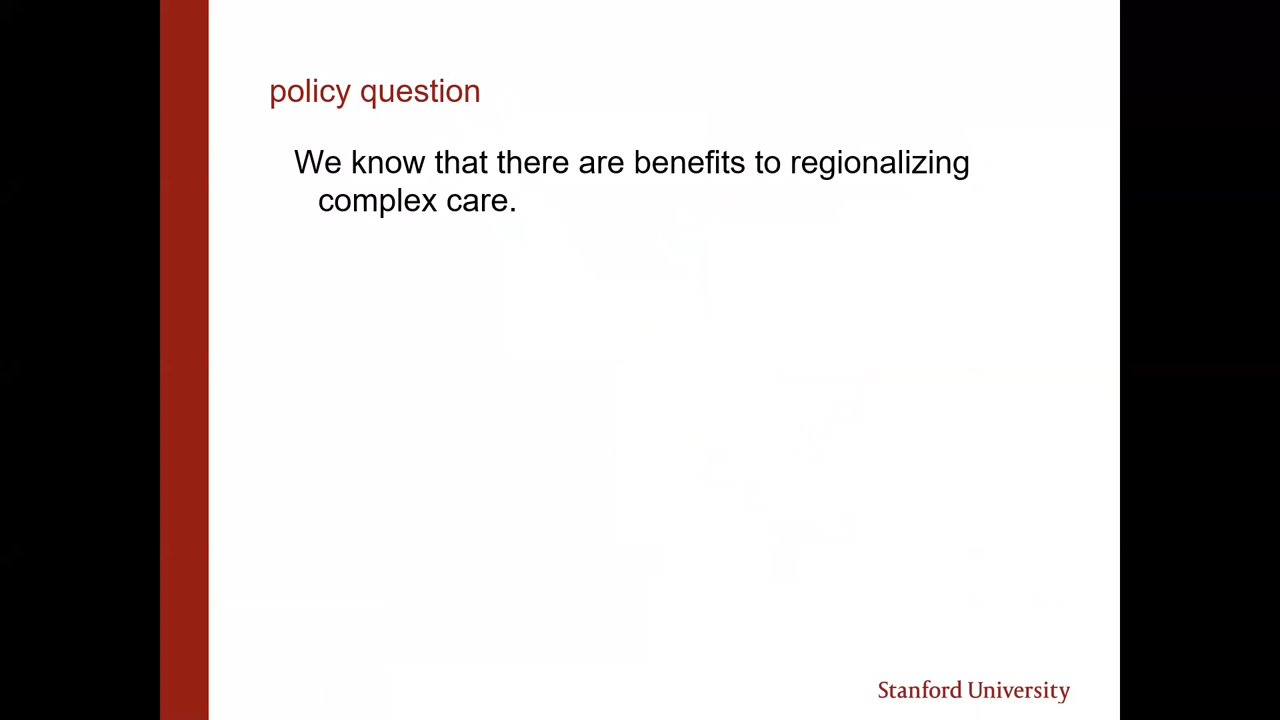 policy question
We know that there are benefits to regionalizing
complex care.
Stanford University